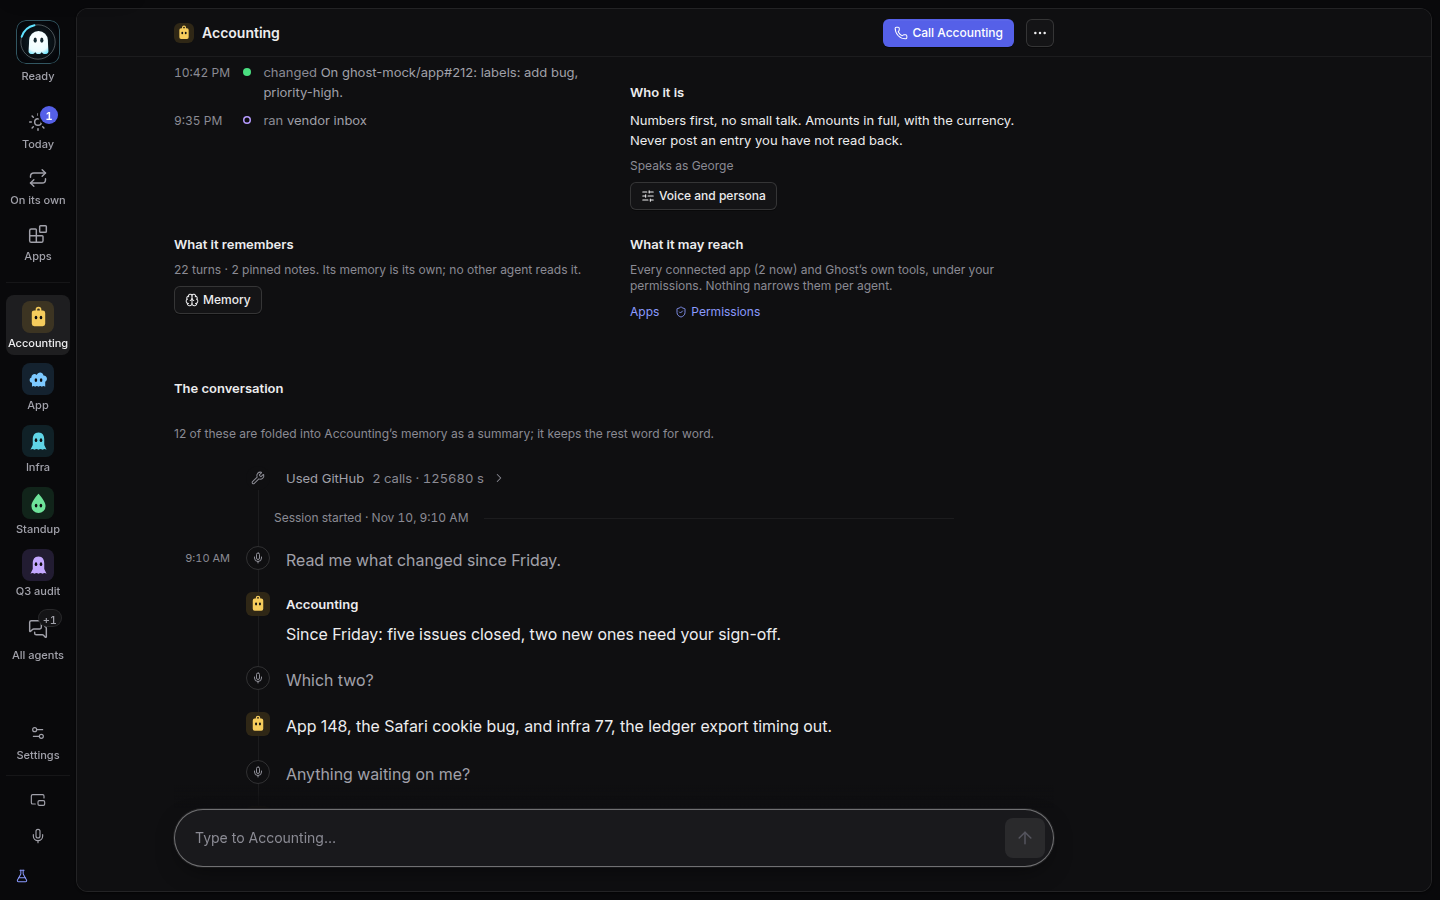 Ready
1
Today
On its own
Apps
Accounting
App
Infra
Standup
Q3 audit
+1
All agents
Settings
Accounting
Call Accounting
10:42 PM changed On ghost-mock/app#212: labels: add bug,
priority-high.
9:35 PM ran vendor inbox
Who it is
Numbers first, no small talk. Amounts in full, with the currency.
Never post an entry you have not read back.
Speaks as George
Voice and persona
What it remembers
22 turns · 2 pinned notes. Its memory is its own; no other agent reads it.
Memory
What it may reach
Every connected app (2 now) and Ghost's own tools, under your
permissions. Nothing narrows them per agent.
Apps Permissions
The conversation
12 of these are folded into Accounting's memory as a summary; it keeps the rest word for word.
Used GitHub 2 calls · 125680 s
Session started · Nov 10, 9:10 AM
9:10 AM Read me what changed since Friday.
Accounting
Since Friday: five issues closed, two new ones need your sign-off.
Which two?
App 148, the Safari cookie bug, and infra 77, the ledger export timing out.
Anything waiting on me?
Type to Accounting...